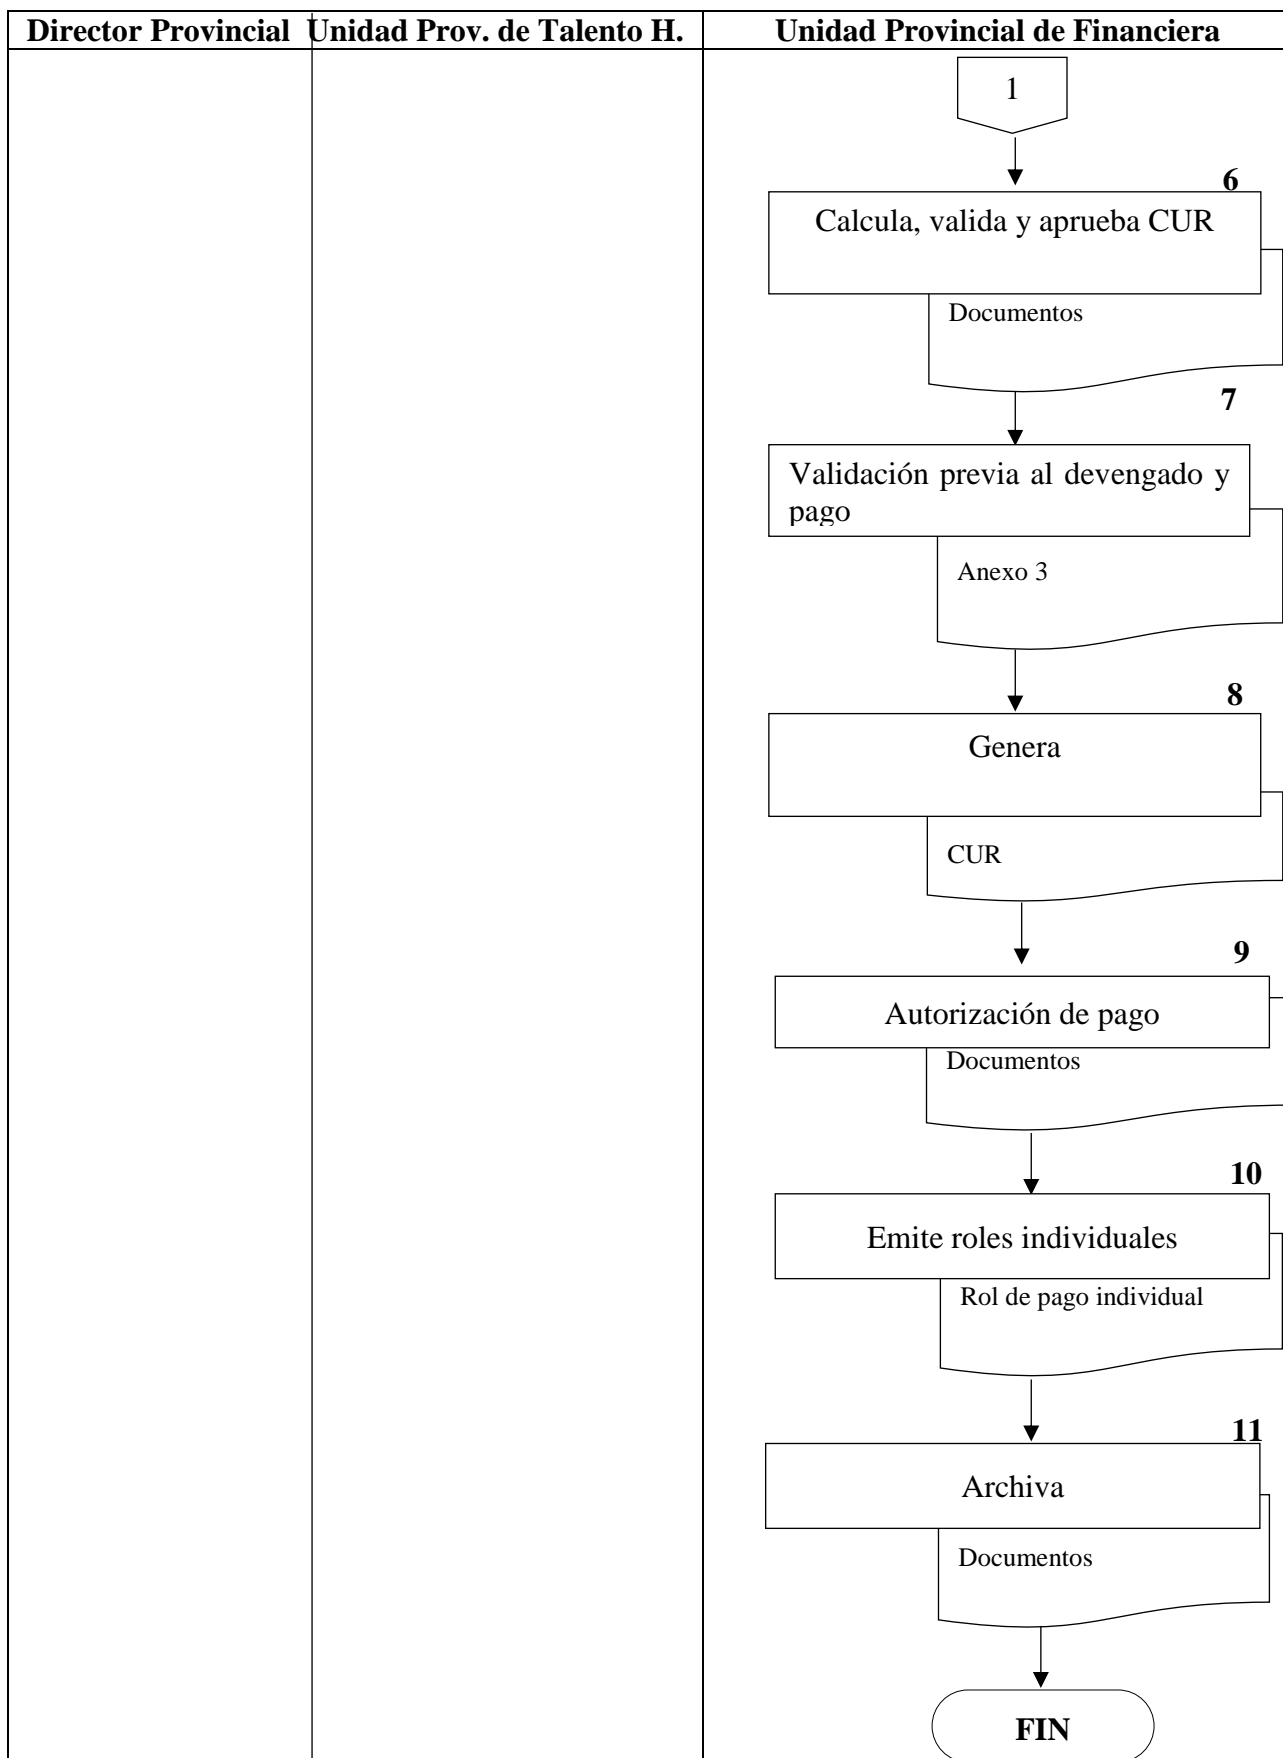 Director Provincial
Unidad Prov. de Talento H.
Unidad Provincial de Financiera
1
6
Calcula, valida y aprueba CUR
Documentos
7
Validación previa al devengado y
pago
Anexo 3
8
Genera
CUR
9
Autorización de pago
Documentos
10
Emite roles individuales
Rol de pago individual
11
Archiva
Documentos
FIN